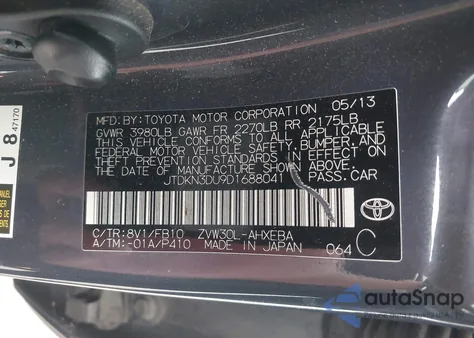 MFD. BY: TOYOTA MOTOR CORPORATION 05/13
GVWR 3980LB GAWR FR 2270LB RR 2175LB
THIS VEHICLE CONFORMS TO ALL APPLICABLE
FEDERAL MOTOR VEHICLE SAFETY, BUMPER, AND
THEFT PREVENTION STANDARDS IN EFFECT ON
THE DATE OF MANUFACTURE SHOWN ABOVE.
JTDKN3DU9D1688041 PASS. CAR
C/TR: 8V1/FB10 ZVW30L-AHXEBA
A/TM: -01A/P410 MADE IN JAPAN 064 C
J 8 47170
autoSnap